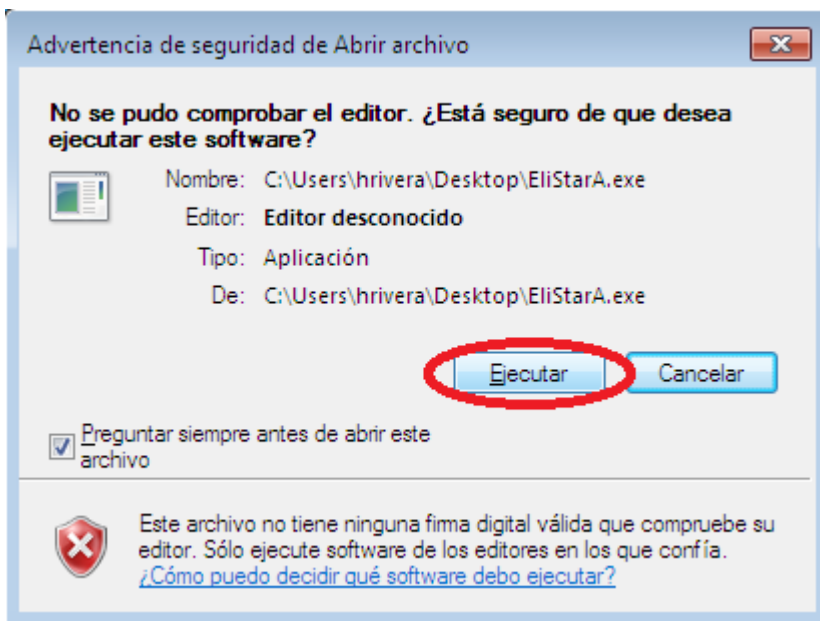 Advertencia de seguridad de Abrir archivo
No se pudo comprobar el editor. ¿Está seguro de que desea
ejecutar este software?
Nombre: C:\Users\hrivera\Desktop\EliStarA.exe
Editor: Editor desconocido
Tipo: Aplicación
De: C:\Users\hrivera\Desktop\EliStarA.exe
Ejecutar Cancelar
Preguntar siempre antes de abrir este
archivo
Este archivo no tiene ninguna firma digital válida que compruebe su
editor. Sólo ejecute software de los editores en los que confía.
¿Cómo puedo decidir qué software debo ejecutar?